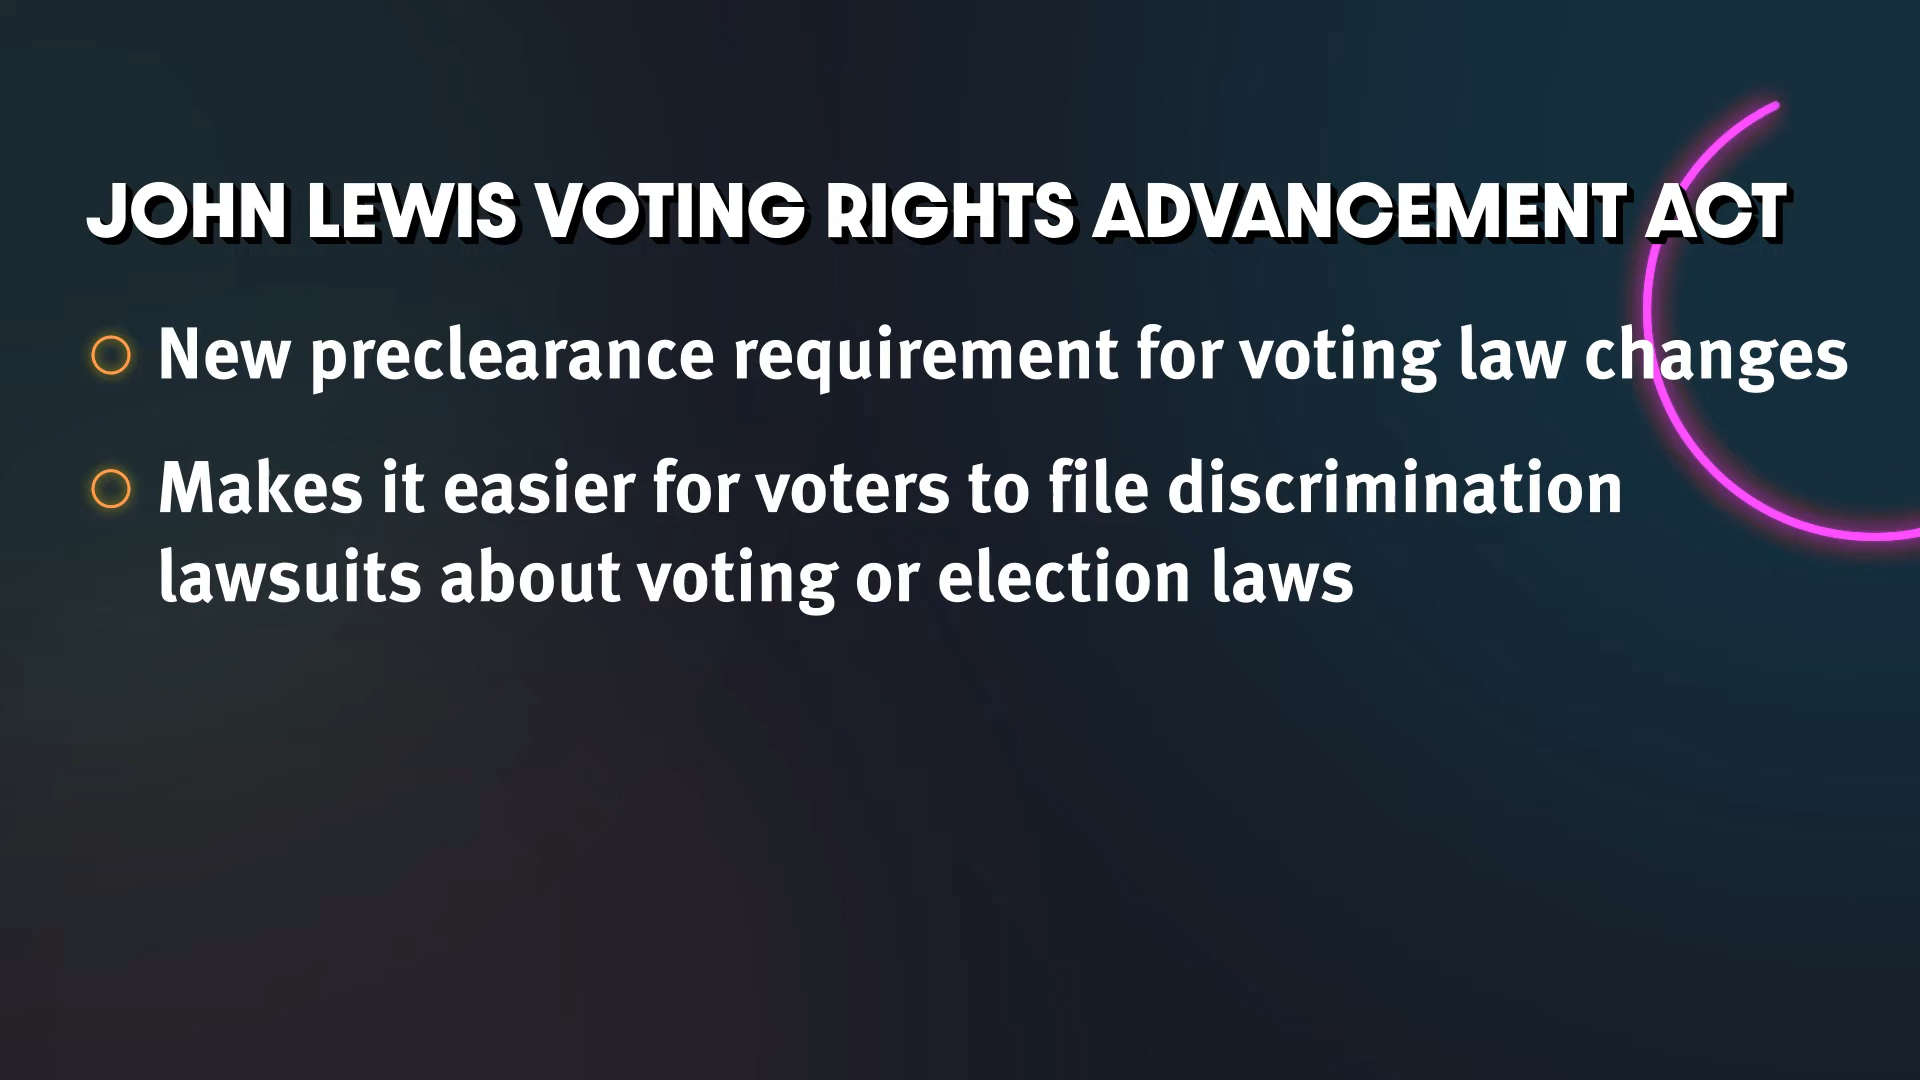 JOHN LEWIS VOTING RIGHTS ADVANCEMENT ACT
New preclearance requirement for voting law changes
Makes it easier for voters to file discrimination
lawsuits about voting or election laws